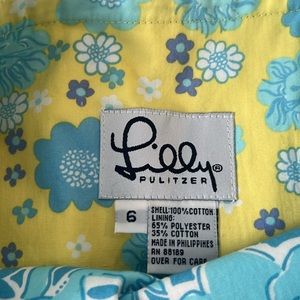 Lilly®
PULITZER
6
SHELL:100%COTTON
LINING:
65% POLYESTER
35% COTTON
MADE IN PHILIPPINES
RN 88189
OVER FOR CARE